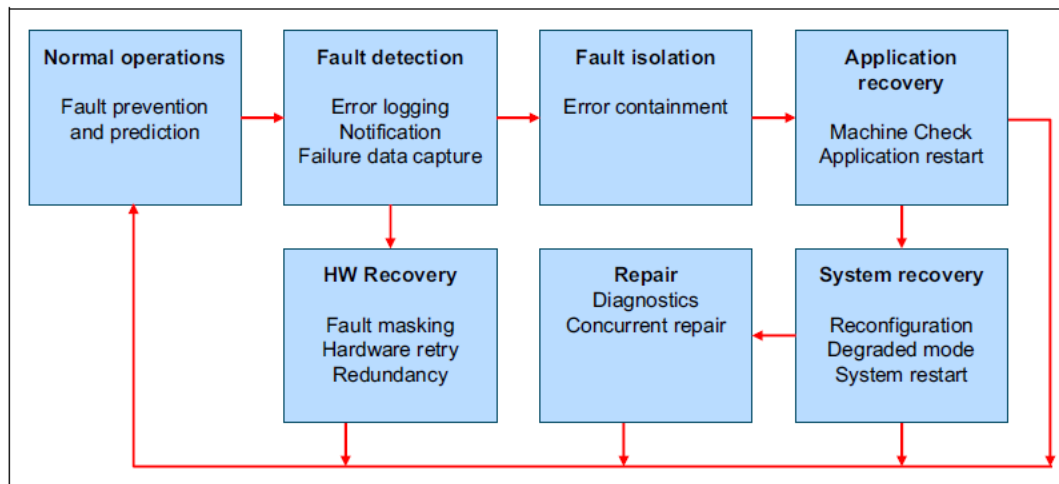 Normal operations
Fault prevention
and prediction
Fault detection
Error logging
Notification
Failure data capture
Fault isolation
Error containment
Application
recovery
Machine Check
Application restart
HW Recovery
Fault masking
Hardware retry
Redundancy
Repair
Diagnostics
Concurrent repair
System recovery
Reconfiguration
Degraded mode
System restart